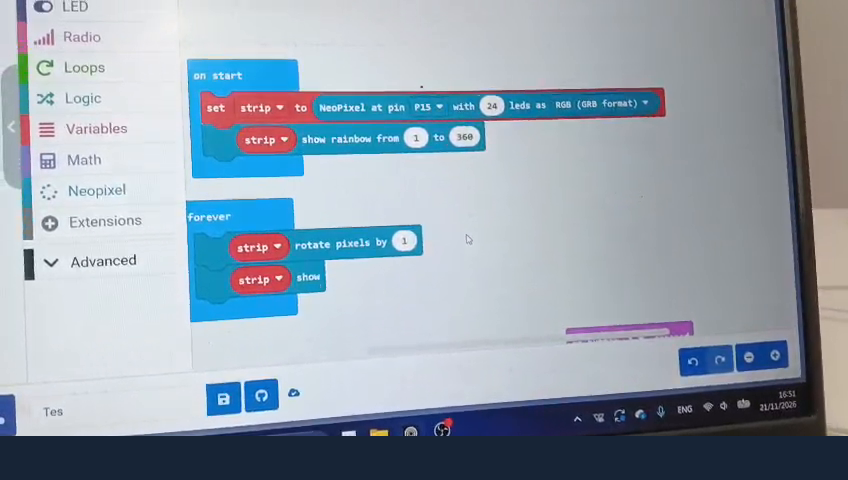 LED
Radio
Loops
Logic
Variables
Math
Neopixel
Extensions
Advanced
on start
set strip to NeoPixel at pin P15 with 24 leds as RGB (GRB format)
strip show rainbow from 1 to 360
forever
strip rotate pixels by 1
strip show
Tes
ENG
16:51
21/11/2026